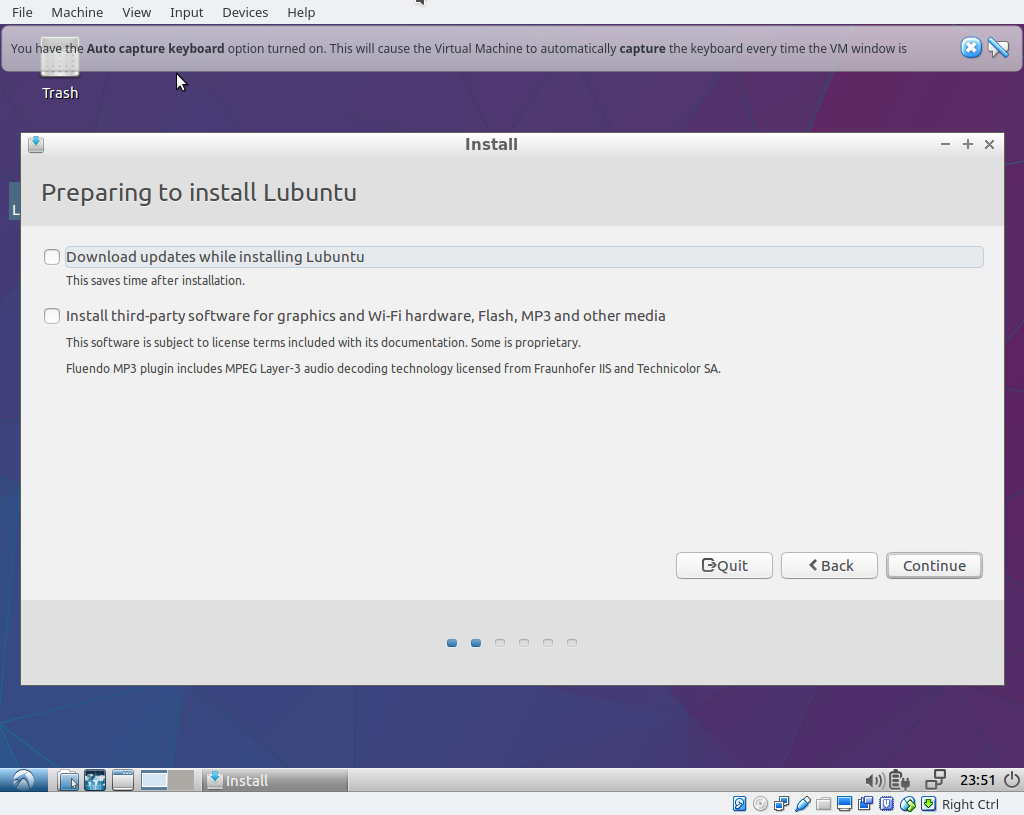 File Machine View Input Devices Help
You have the Auto capture keyboard option turned on. This will cause the Virtual Machine to automatically capture the keyboard every time the VM window is
Trash
Install
Preparing to install Lubuntu
L
Download updates while installing Lubuntu
This saves time after installation.
Install third-party software for graphics and Wi-Fi hardware, Flash, MP3 and other media
This software is subject to license terms included with its documentation. Some is proprietary.
Fluendo MP3 plugin includes MPEG Layer-3 audio decoding technology licensed from Fraunhofer IIS and Technicolor SA.
Quit Back Continue
Install 23:51
Right Ctrl